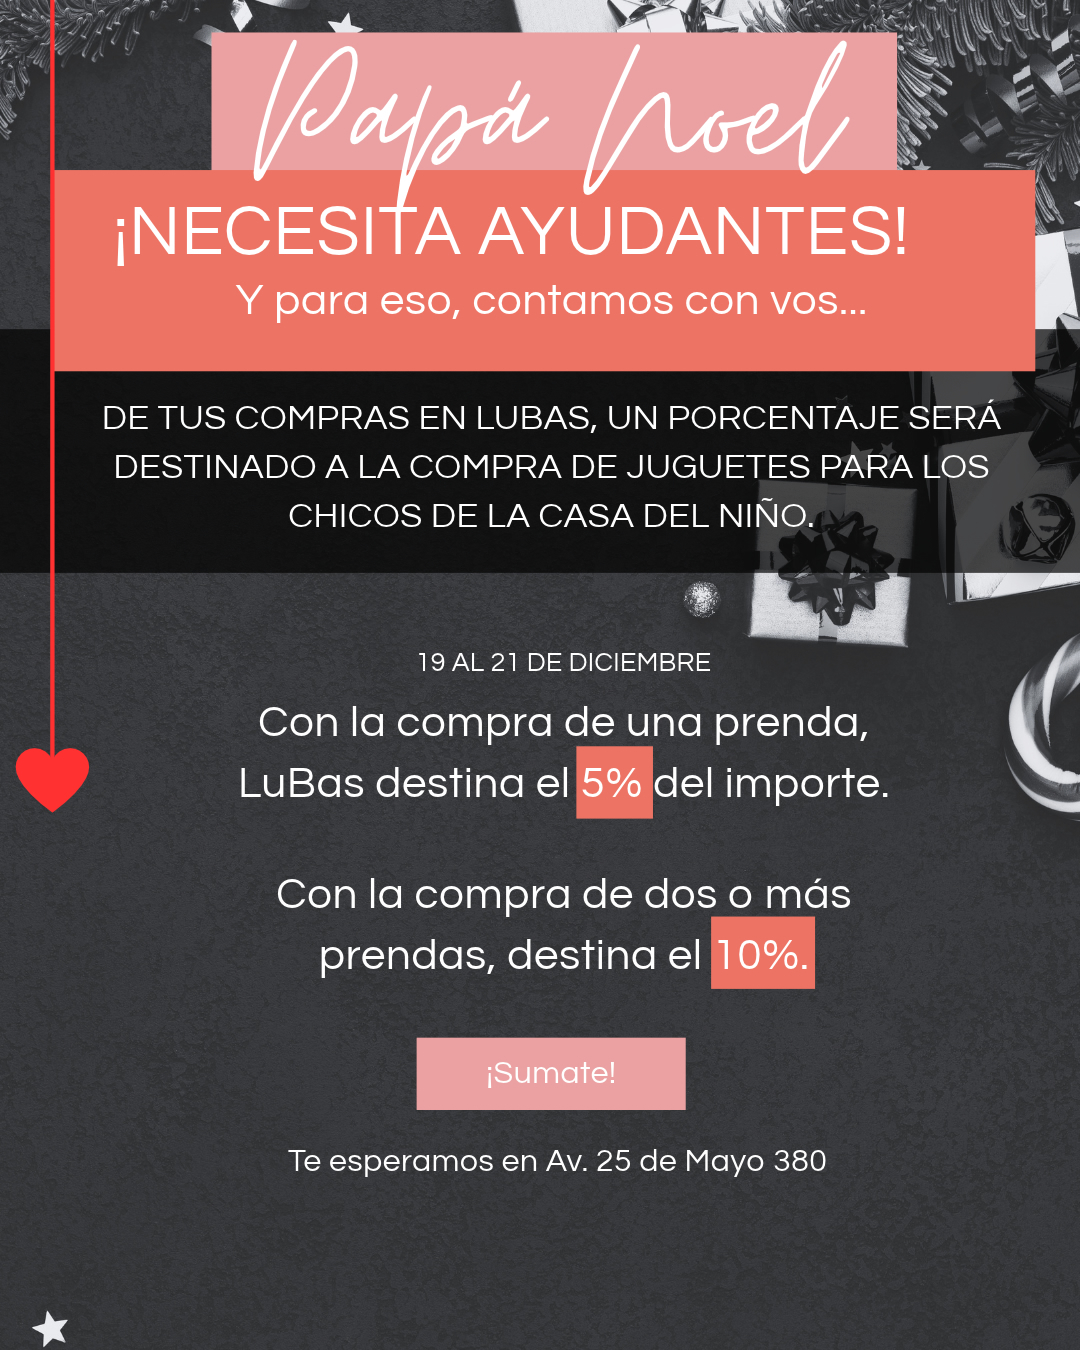 Papá Noel
¡NECESITA AYUDANTES!
Y para eso, contamos con vos...
DE TUS COMPRAS EN LUBAS, UN PORCENTAJE SERÁ
DESTINADO A LA COMPRA DE JUGUETES PARA LOS
CHICOS DE LA CASA DEL NIÑO.
19 AL 21 DE DICIEMBRE
Con la compra de una prenda,
LuBas destina el 5% del importe.
Con la compra de dos o más
prendas, destina el 10%.
¡Sumate!
Te esperamos en Av. 25 de Mayo 380